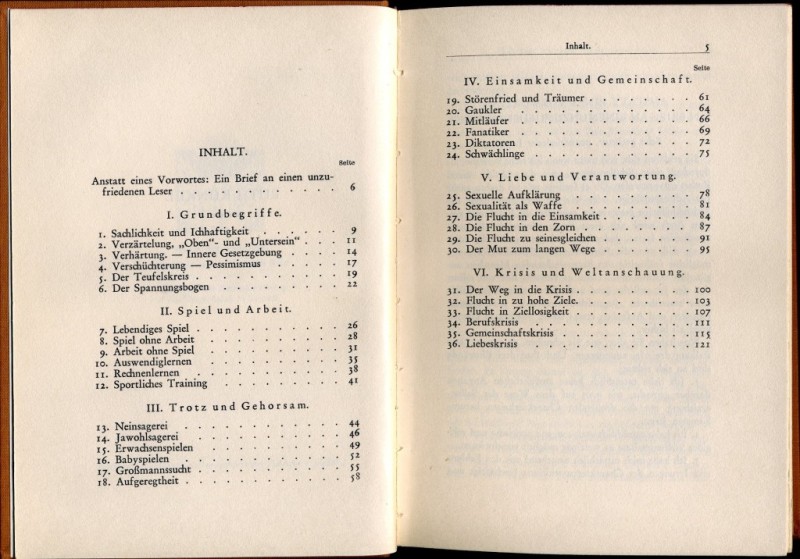 INHALT.
Seite
Anstatt eines Vorwortes: Ein Brief an einen unzu-
friedenen Leser . . . . . . . . . . . 6
I. Grundbegriffe.
1. Sachlichkeit und Ichhaftigkeit . . . . . . 9
2. Verzärtelung, „Oben“- und „Untersein“ . . . 11
3. Verhärtung. — Innere Gesetzgebung . . . . 14
4. Verschüchterung — Pessimismus . . . . . 17
5. Der Teufelskreis . . . . . . . . . 19
6. Der Spannungsbogen . . . . . . . . 22
II. Spiel und Arbeit.
7. Lebendiges Spiel . . . . . . . . . . 26
8. Spiel ohne Arbeit . . . . . . . . . 28
9. Arbeit ohne Spiel . . . . . . . . . 31
10. Auswendiglernen . . . . . . . . . 35
11. Rechnenlernen . . . . . . . . . . 38
12. Sportliches Training . . . . . . . . 41
III. Trotz und Gehorsam.
13. Neinsagerei . . . . . . . . . . 44
14. Jawohlsagerei . . . . . . . . . . 46
15. Erwachsenspielen . . . . . . . . . 49
16. Babyspielen . . . . . . . . . . 52
17. Großmannssucht . . . . . . . . . . 55
18. Aufgeregtheit . . . . . . . . . . 58
Inhalt. 5
Seite
IV. Einsamkeit und Gemeinschaft.
19. Störenfried und Träumer . . . . . . . 61
20. Gaukler . . . . . . . . . . . 64
21. Mitläufer . . . . . . . . . . . 66
22. Fanatiker . . . . . . . . . . . 69
23. Diktatoren . . . . . . . . . . . 72
24. Schwächlinge . . . . . . . . . . 75
V. Liebe und Verantwortung.
25. Sexuelle Aufklärung . . . . . . . . 78
26. Sexualität als Waffe . . . . . . . . 81
27. Die Flucht in die Einsamkeit . . . . . . 84
28. Die Flucht in den Zorn . . . . . . . 87
29. Die Flucht zu seinesgleichen . . . . . . 91
30. Der Mut zum langen Wege . . . . . . 95
VI. Krisis und Weltanschauung.
31. Der Weg in die Krisis . . . . . . . . 100
32. Flucht in zu hohe Ziele. . . . . . . . 103
33. Flucht in Ziellosigkeit . . . . . . . . 107
34. Berufskrisis . . . . . . . . . . 111
35. Gemeinschaftskrisis . . . . . . . . . 115
36. Liebeskrisis . . . . . . . . . . 121